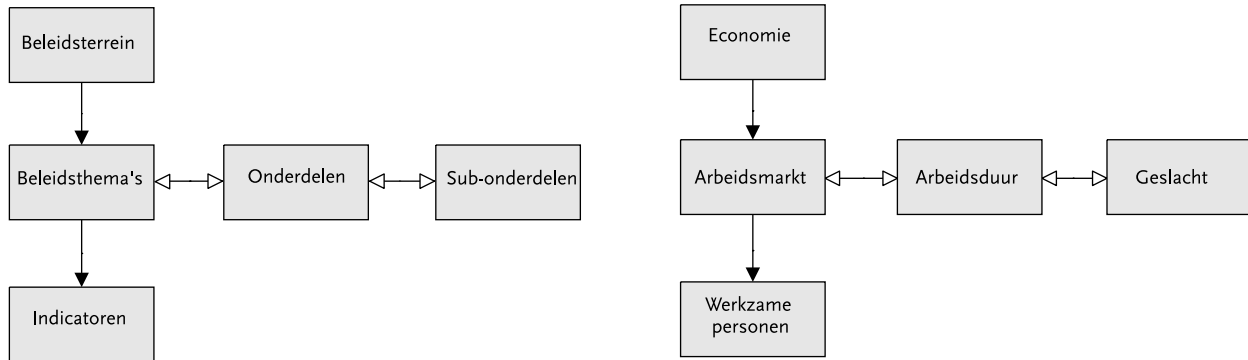 Beleidsterrein
Beleidsthema's
Onderdelen
Sub-onderdelen
Indicatoren
Economie
Arbeidsmarkt
Arbeidsduur
Geslacht
Werkzame
personen